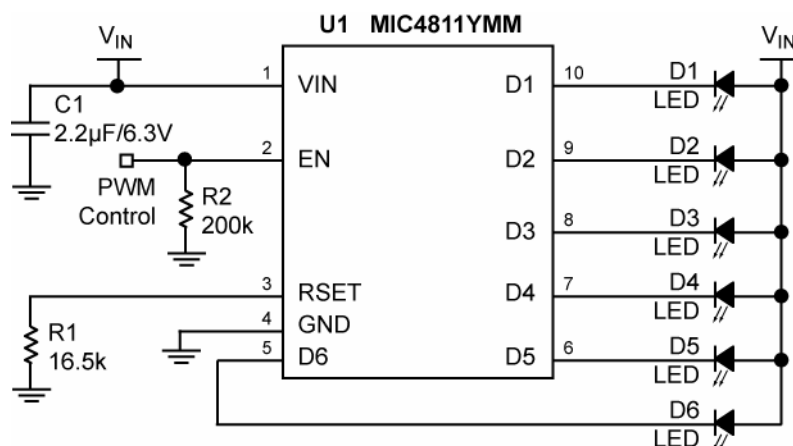 U1 MIC4811YMM
VIN
VIN
C1
2.2µF/6.3V
1
VIN
D1
10
D1
LED
PWM
Control
2
EN
D2
9
D2
LED
R2
200k
D3
8
D3
LED
3
RSET
D4
7
D4
LED
R1
16.5k
4
GND
5
D6
D5
6
D5
LED
D6
LED